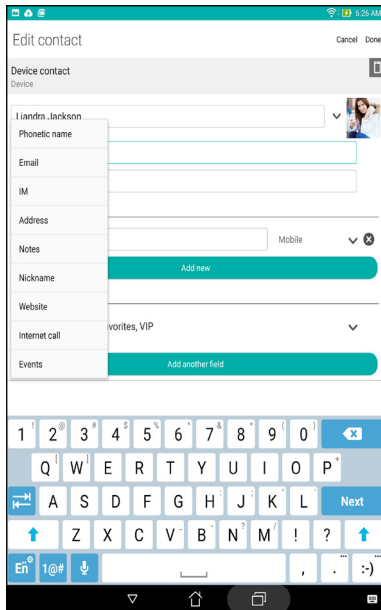 6:26 AM
Edit contact
Cancel Done
Device contact
Device
Liandra Jackson
Phonetic name
Email
IM
Address
Notes
Nickname
Website
Internet call
Events
Mobile
Add new
VIP
Add another field
1 ! 2 @ 3 # 4 $ 5 % 6 ^ 7 & 8 * 9 ( 0 )
Q W E R T Y U I O P
A S D F G H J K L Next
Z X C V B N M ! ?
En 1@# , . :-)